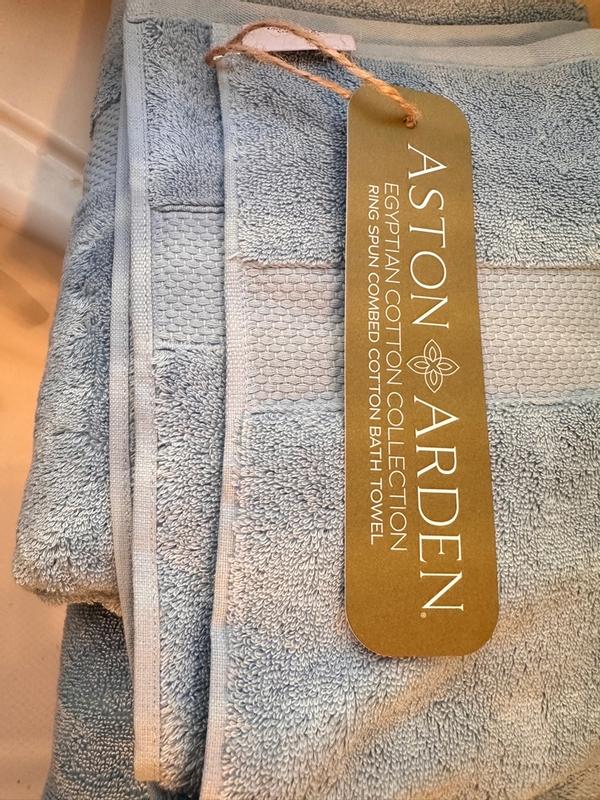 ASTON ARDEN®
EGYPTIAN COTTON COLLECTION
RING SPUN COMBED COTTON BATH TOWEL